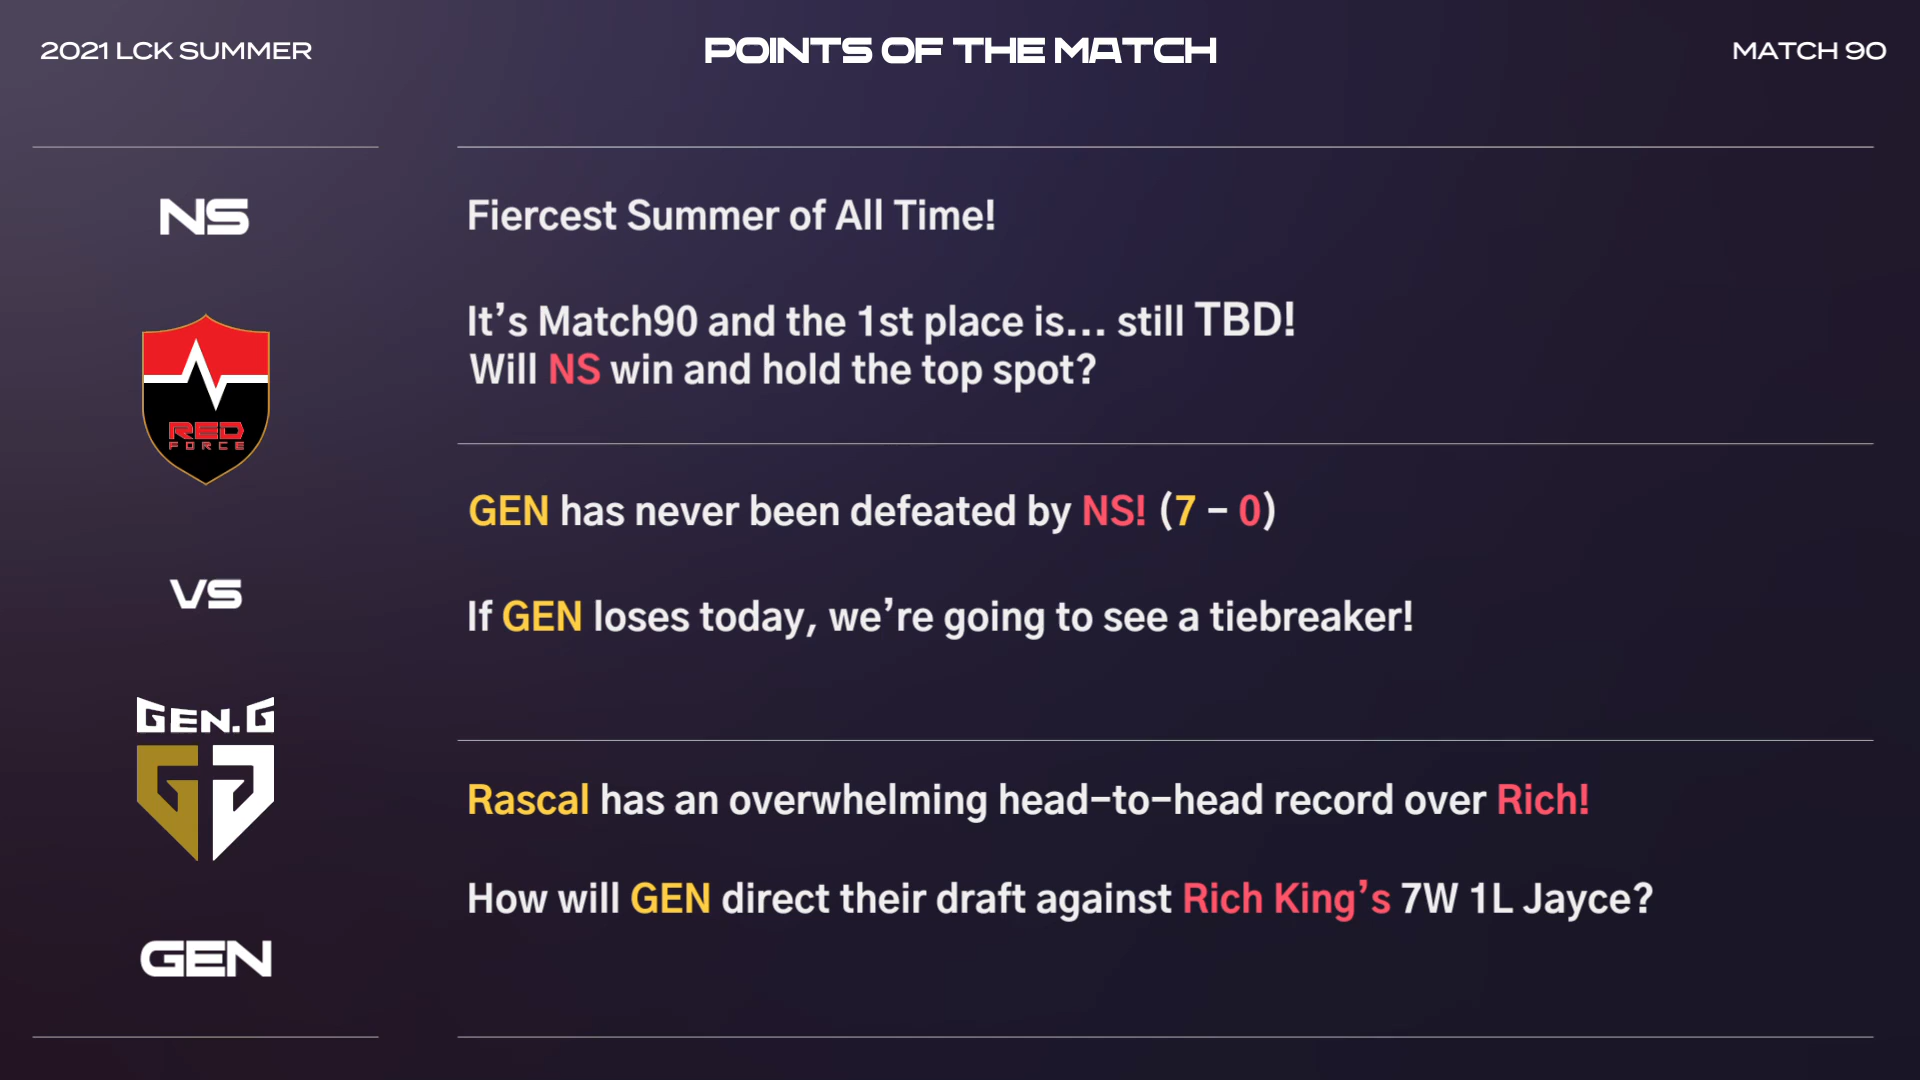 2021 LCK SUMMER
POINTS OF THE MATCH
MATCH 90
NS
RED
FORCE
VS
GEN.G
GEN
Fiercest Summer of All Time!
It’s Match90 and the 1st place is... still TBD!
Will NS win and hold the top spot?
GEN has never been defeated by NS! (7 – 0)
If GEN loses today, we’re going to see a tiebreaker!
Rascal has an overwhelming head-to-head record over Rich!
How will GEN direct their draft against Rich King’s 7W 1L Jayce?